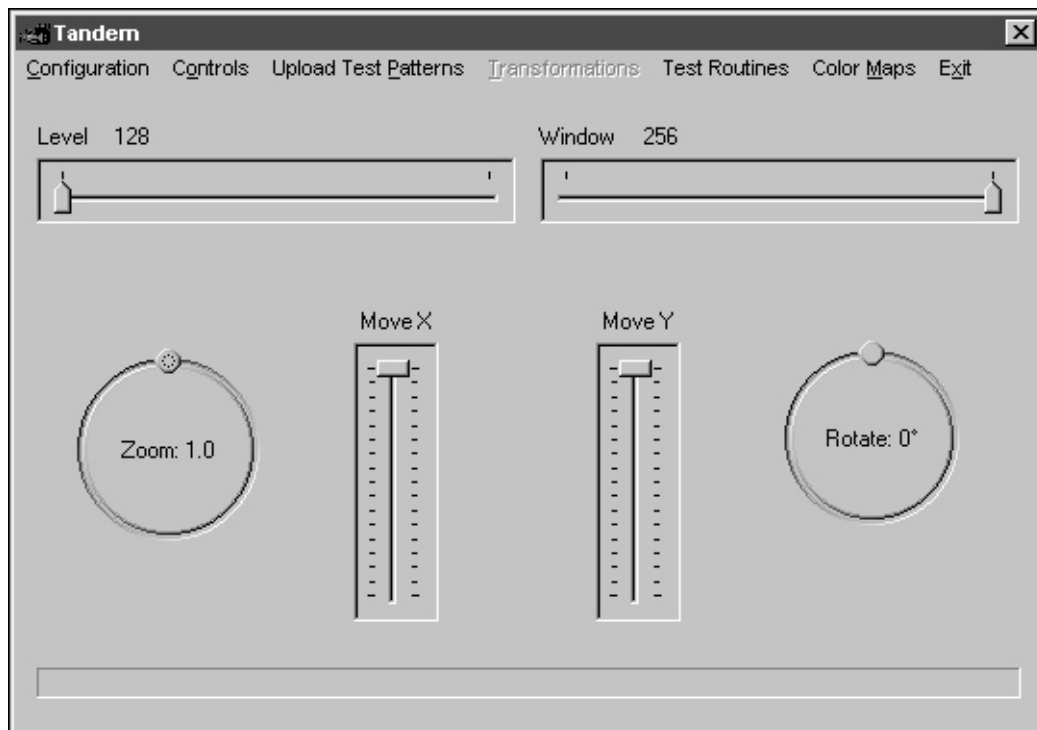 Tandem
Configuration Controls Upload Test Patterns Transformations Test Routines Color Maps Exit
Level 128 Window 256
Move X Move Y
Zoom: 1.0 Rotate: 0°